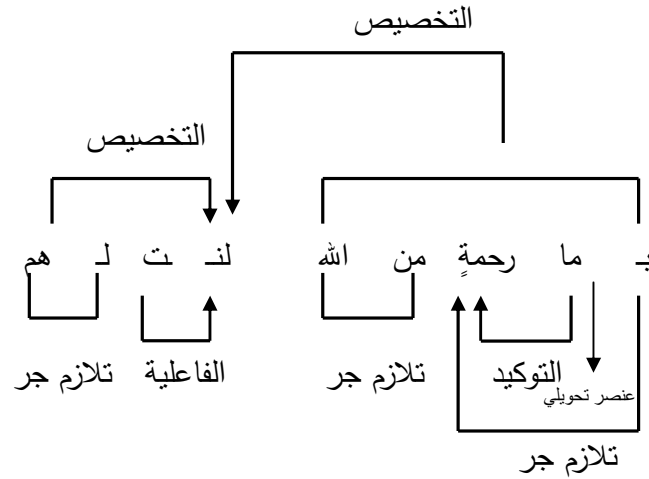 التخصيص
التخصيص
بـ ما رحمةٍ من الله لنـ ـت لـ هم
التوكيد تلازم جر الفاعلية تلازم جر
عنصر تحويلي
تلازم جر